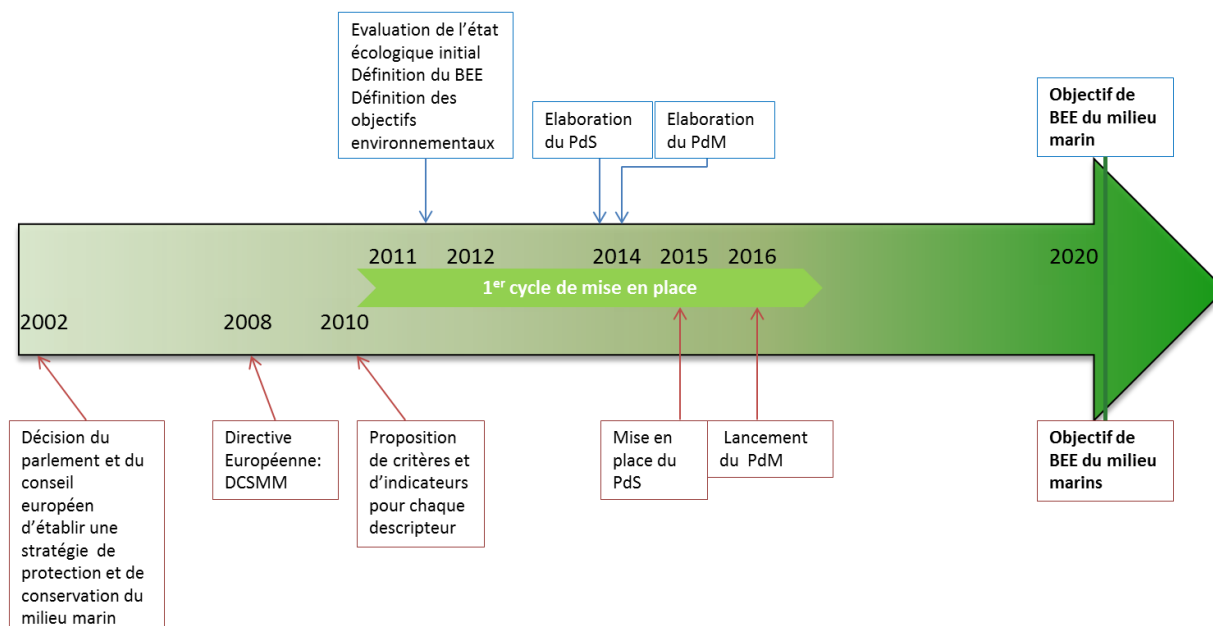 Evaluation de l’état
écologique initial
Définition du BEE
Définition des
objectifs
environnementaux
Elaboration
du PdS
Elaboration
du PdM
Objectif de
BEE du milieu
marin
2011
2012
2014
2015
2016
2020
1er cycle de mise en place
2002
2008
2010
Décision du
parlement et du
conseil
européen
d’établir une
stratégie de
protection et de
conservation du
milieu marin
Directive
Européenne:
DCSMM
Proposition
de critères et
d’indicateurs
pour chaque
descripteur
Mise en
place du
PdS
Lancement
du PdM
Objectif de
BEE du milieu
marins